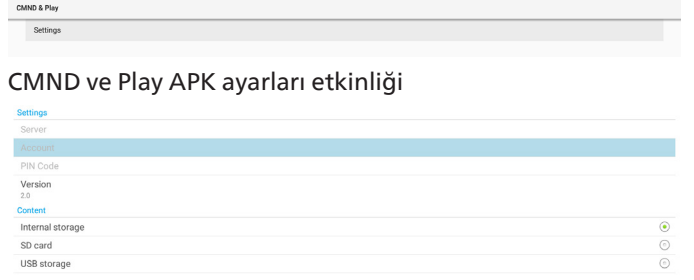 CMND & Play
Settings
CMND ve Play APK ayarları etkinliği
Settings
Server
Account
PIN Code
Version
2.0
Content
Internal storage
SD card
USB storage